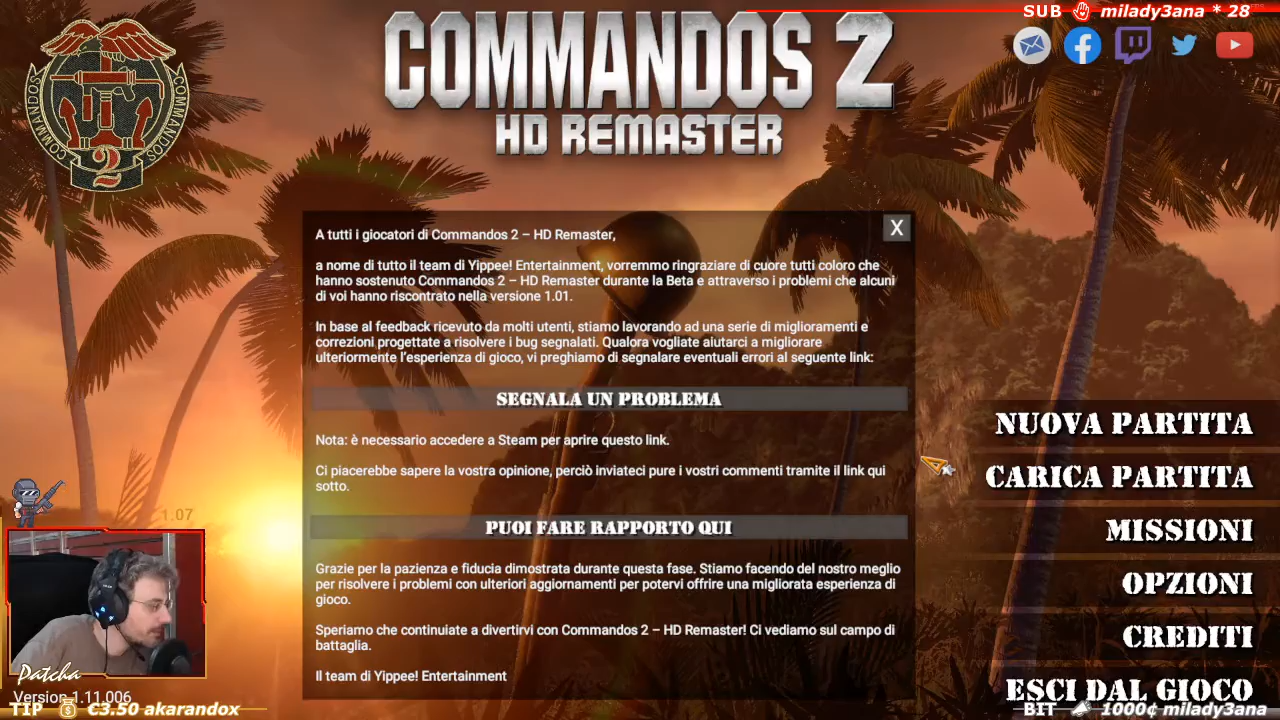 SUB milady3ana * 28
COMMANDOS 2
HD REMASTER
COMMANDOS
COMMANDOS
2
X
A tutti i giocatori di Commandos 2 – HD Remaster,
a nome di tutto il team di Yippee! Entertainment, vorremmo ringraziare di cuore tutti coloro che
hanno sostenuto Commandos 2 – HD Remaster durante la Beta e attraverso i problemi che alcuni
di voi hanno riscontrato nella versione 1.01.
In base al feedback ricevuto da molti utenti, stiamo lavorando ad una serie di miglioramenti e
correzioni progettate a risolvere i bug segnalati. Qualora vogliate aiutarci a migliorare
ulteriormente l'esperienza di gioco, vi preghiamo di segnalare eventuali errori al seguente link:
SEGNALA UN PROBLEMA
Nota: è necessario accedere a Steam per aprire questo link.
Ci piacerebbe sapere la vostra opinione, perciò inviateci pure i vostri commenti tramite il link qui
sotto.
PUOI FARE RAPPORTO QUI
Grazie per la pazienza e fiducia dimostrata durante questa fase. Stiamo facendo del nostro meglio
per risolvere i problemi con ulteriori aggiornamenti per potervi offrire una migliorata esperienza di
gioco.
Speriamo che continuiate a divertirvi con Commandos 2 – HD Remaster! Ci vediamo sul campo di
battaglia.
Il team di Yippee! Entertainment
NUOVA PARTITA
CARICA PARTITA
MISSIONI
OPZIONI
CREDITI
ESCI DAL GIOCO
1.07
Patcha
Version 1.11.006
TIP €3.50 akarandox
BIT 1000¢ milady3ana